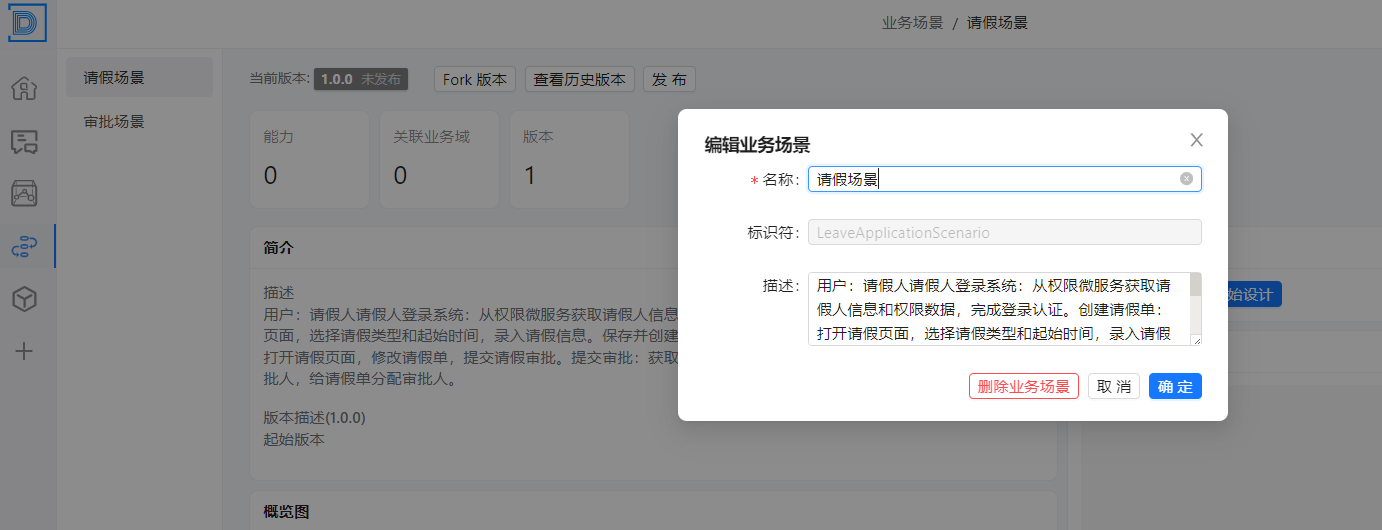 业务场景 / 请假场景
请假场景
审批场景
当前版本: 1.0.0 未发布 Fork 版本 查看历史版本 发 布
能力
0
关联业务域
0
版本
1
简介
描述
用户：请假人请假人登录系统：从权限微服务获取请假人信息
页面，选择请假类型和起始时间，录入请假信息。保存并创建
打开请假页面，修改请假单，提交请假审批。提交审批：获取
批人，给请假单分配审批人。
版本描述(1.0.0)
起始版本
概览图
始设计
编辑业务场景
* 名称: 请假场景
标识符: LeaveApplicationScenario
描述: 用户：请假人请假人登录系统：从权限微服务获取请
假人信息和权限数据，完成登录认证。创建请假单：
打开请假页面，选择请假类型和起始时间，录入请假
删除业务场景 取 消 确 定